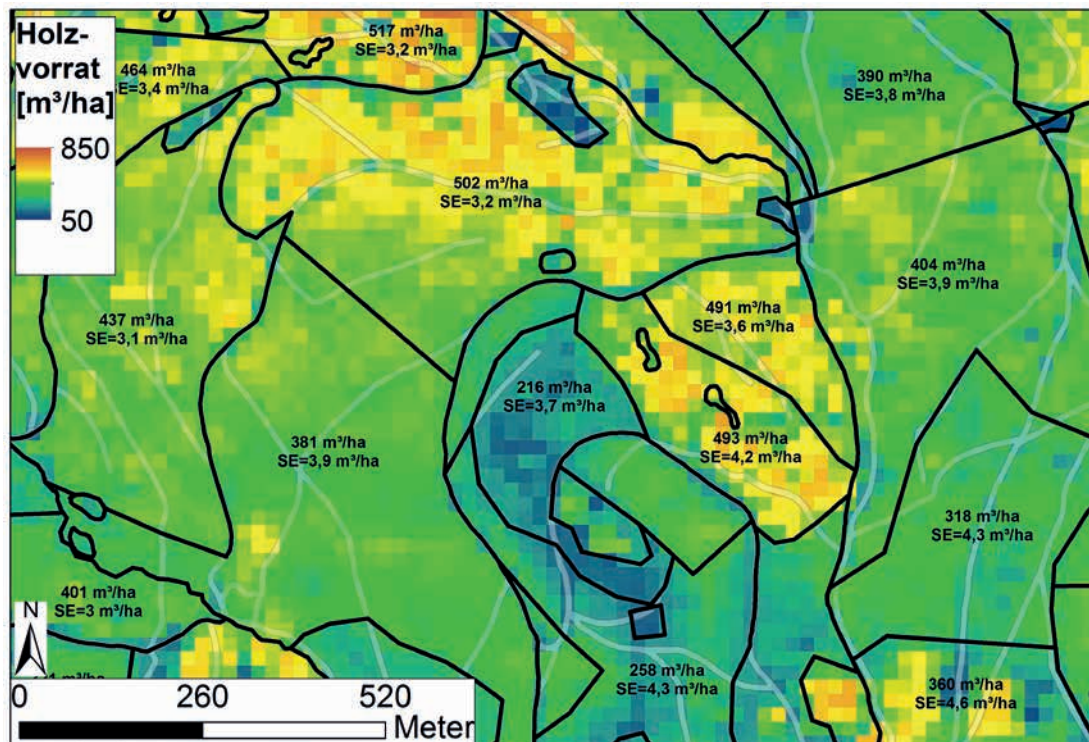 Holz-
vorrat
[m³/ha]
850
50
517 m³/ha
SE=3,2 m³/ha
464 m³/ha
SE=3,4 m³/ha
390 m³/ha
SE=3,8 m³/ha
502 m³/ha
SE=3,2 m³/ha
404 m³/ha
SE=3,9 m³/ha
491 m³/ha
SE=3,6 m³/ha
437 m³/ha
SE=3,1 m³/ha
216 m³/ha
SE=3,7 m³/ha
493 m³/ha
SE=4,2 m³/ha
381 m³/ha
SE=3,9 m³/ha
318 m³/ha
SE=4,3 m³/ha
401 m³/ha
SE=3 m³/ha
258 m³/ha
SE=4,3 m³/ha
360 m³/ha
SE=4,6 m³/ha
m³/ha
N
0 260 520
Meter